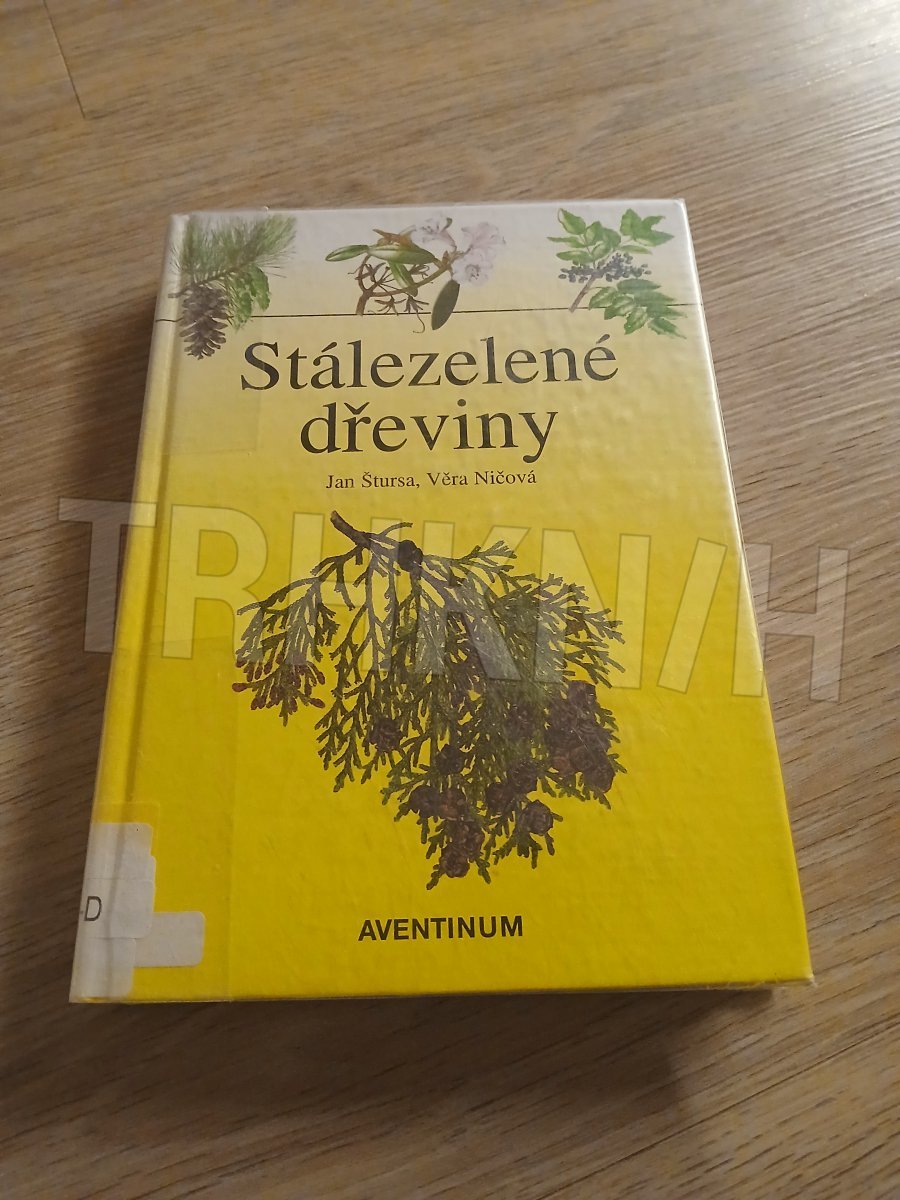 Stálezelené
dřeviny
Jan Štursa, Věra Ničová
TRHKNIH
AVENTINUM
-D